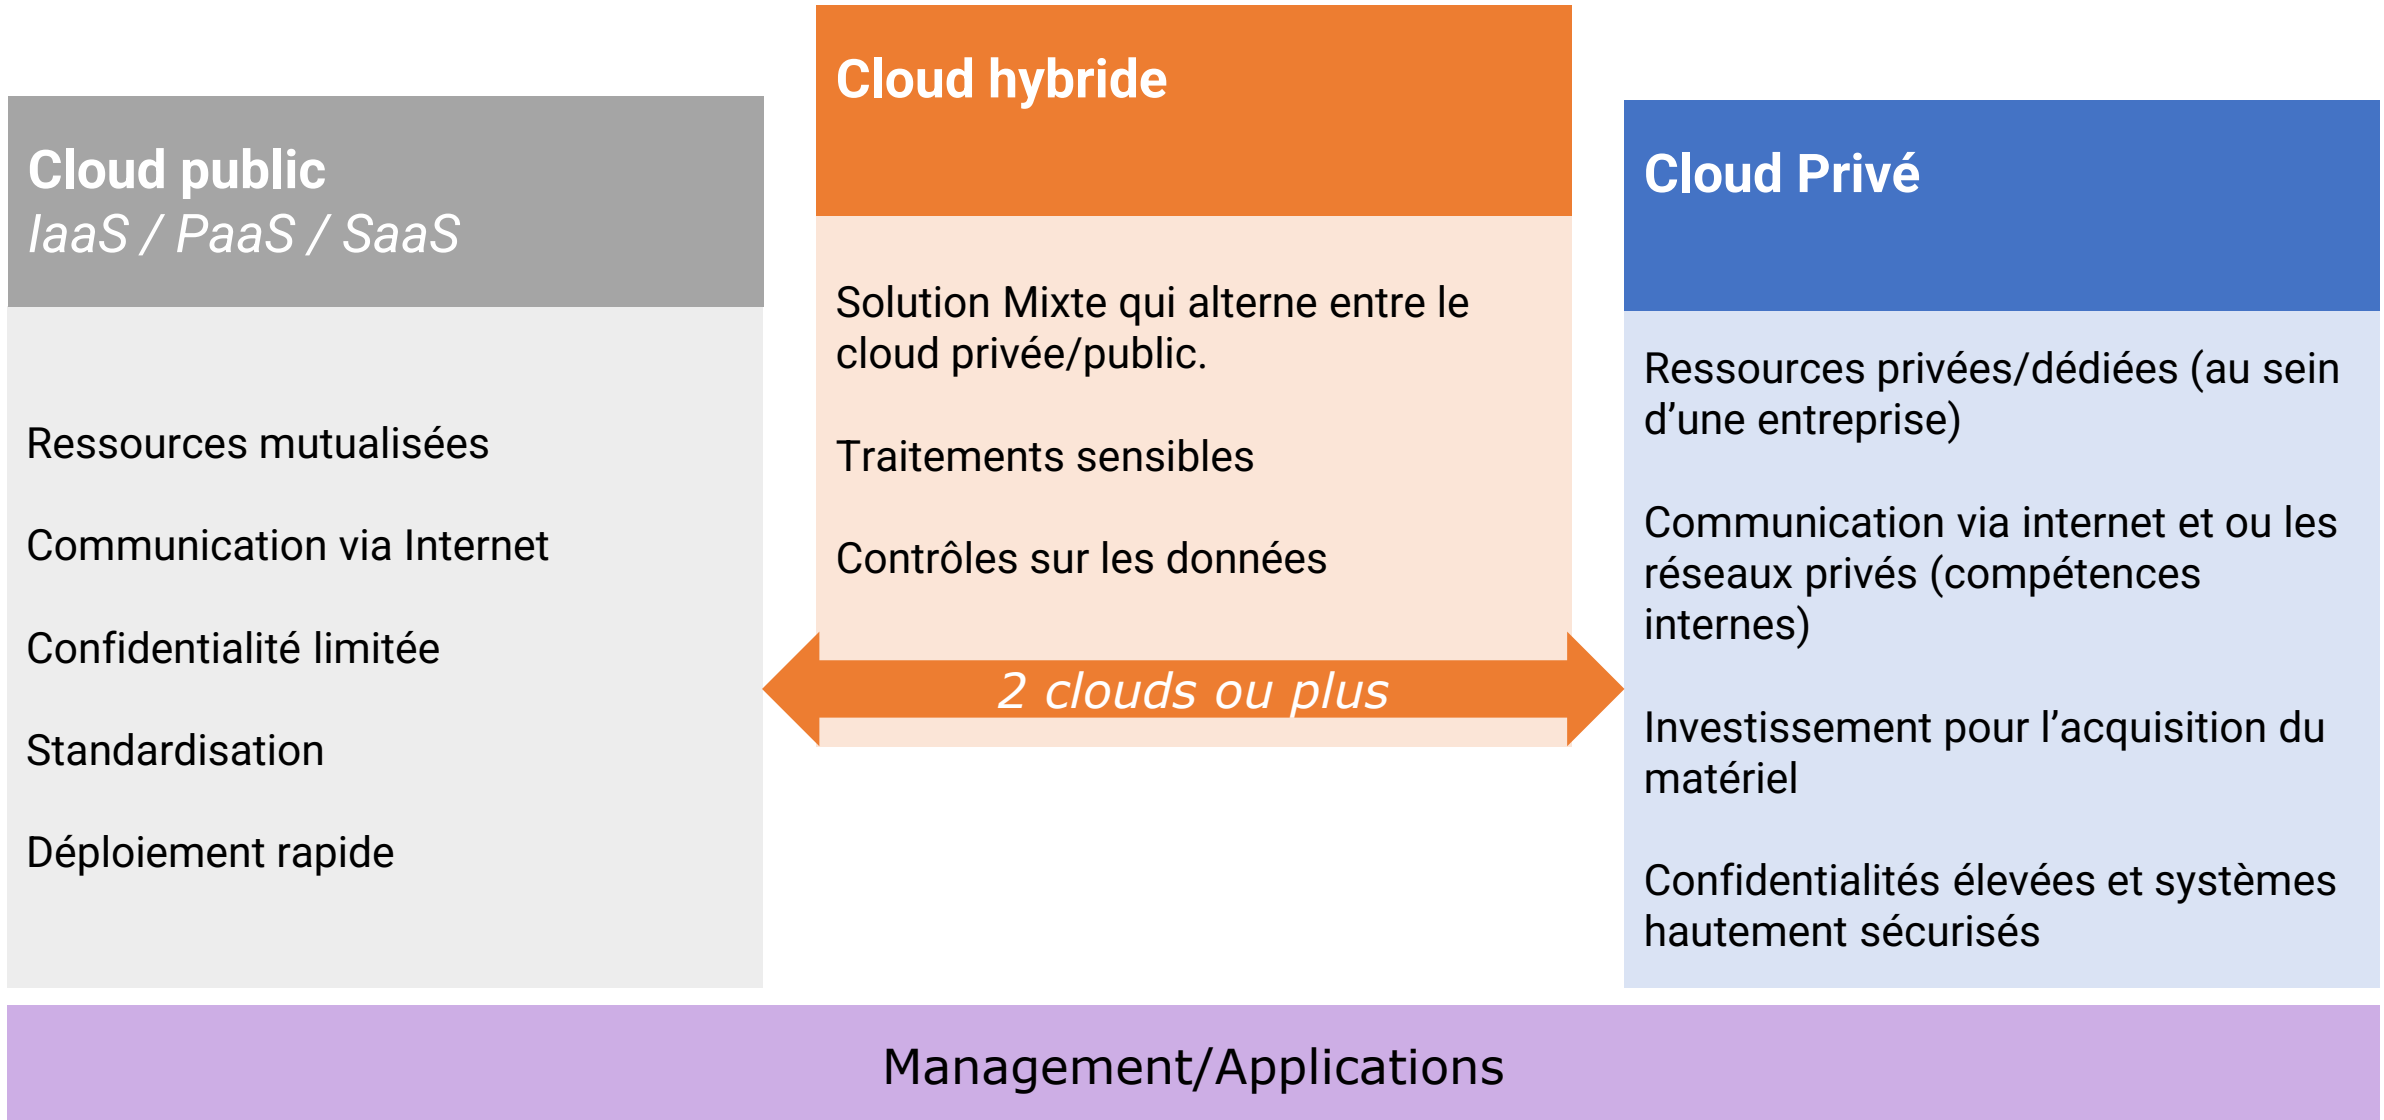 Cloud public
IaaS / PaaS / SaaS
Ressources mutualisées
Communication via Internet
Confidentialité limitée
Standardisation
Déploiement rapide
Cloud hybride
Solution Mixte qui alterne entre le
cloud privée/public.
Traitements sensibles
Contrôles sur les données
2 clouds ou plus
Cloud Privé
Ressources privées/dédiées (au sein
d’une entreprise)
Communication via internet et ou les
réseaux privés (compétences
internes)
Investissement pour l’acquisition du
matériel
Confidentialités élevées et systèmes
hautement sécurisés
Management/Applications